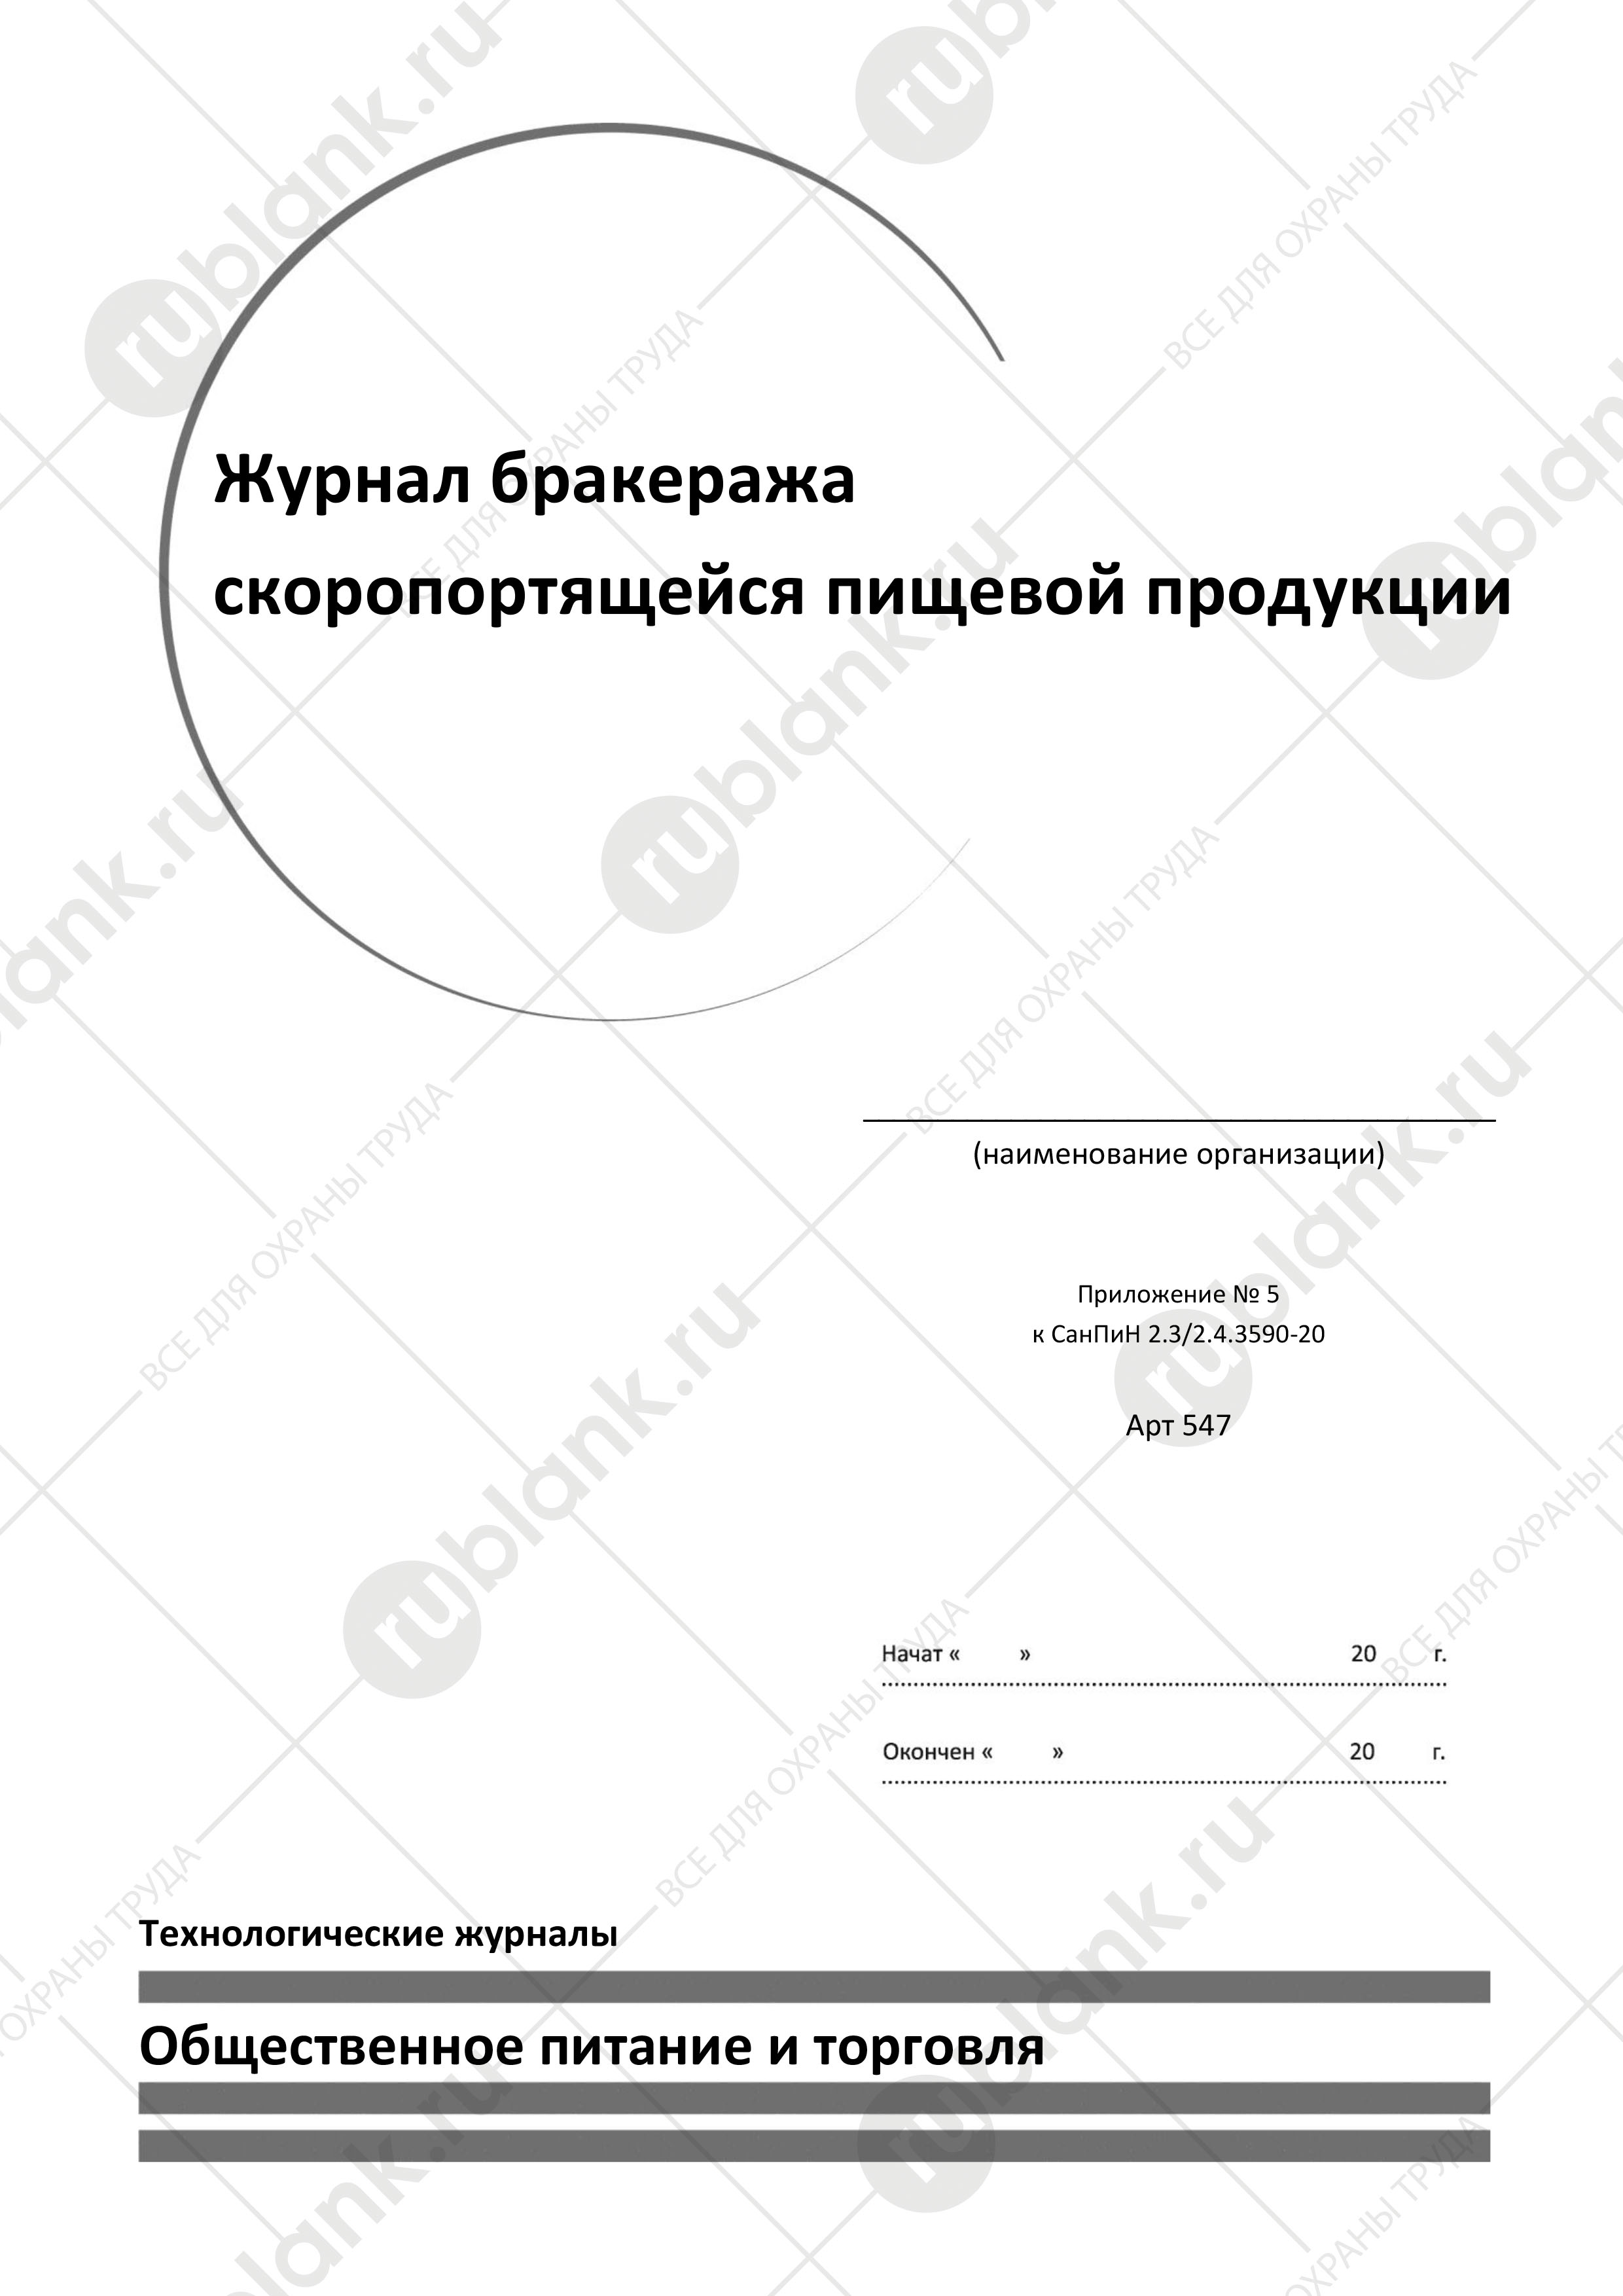 Журнал бракеража
скоропортящейся пищевой продукции
(наименование организации)
Приложение № 5
к СанПиН 2.3/2.4.3590-20
Арт 547
Начат « » 20 г.
Окончен « » 20 г.
Технологические журналы
Общественное питание и торговля
rublank.ru
ВСЕ ДЛЯ ОХРАНЫ ТРУДА